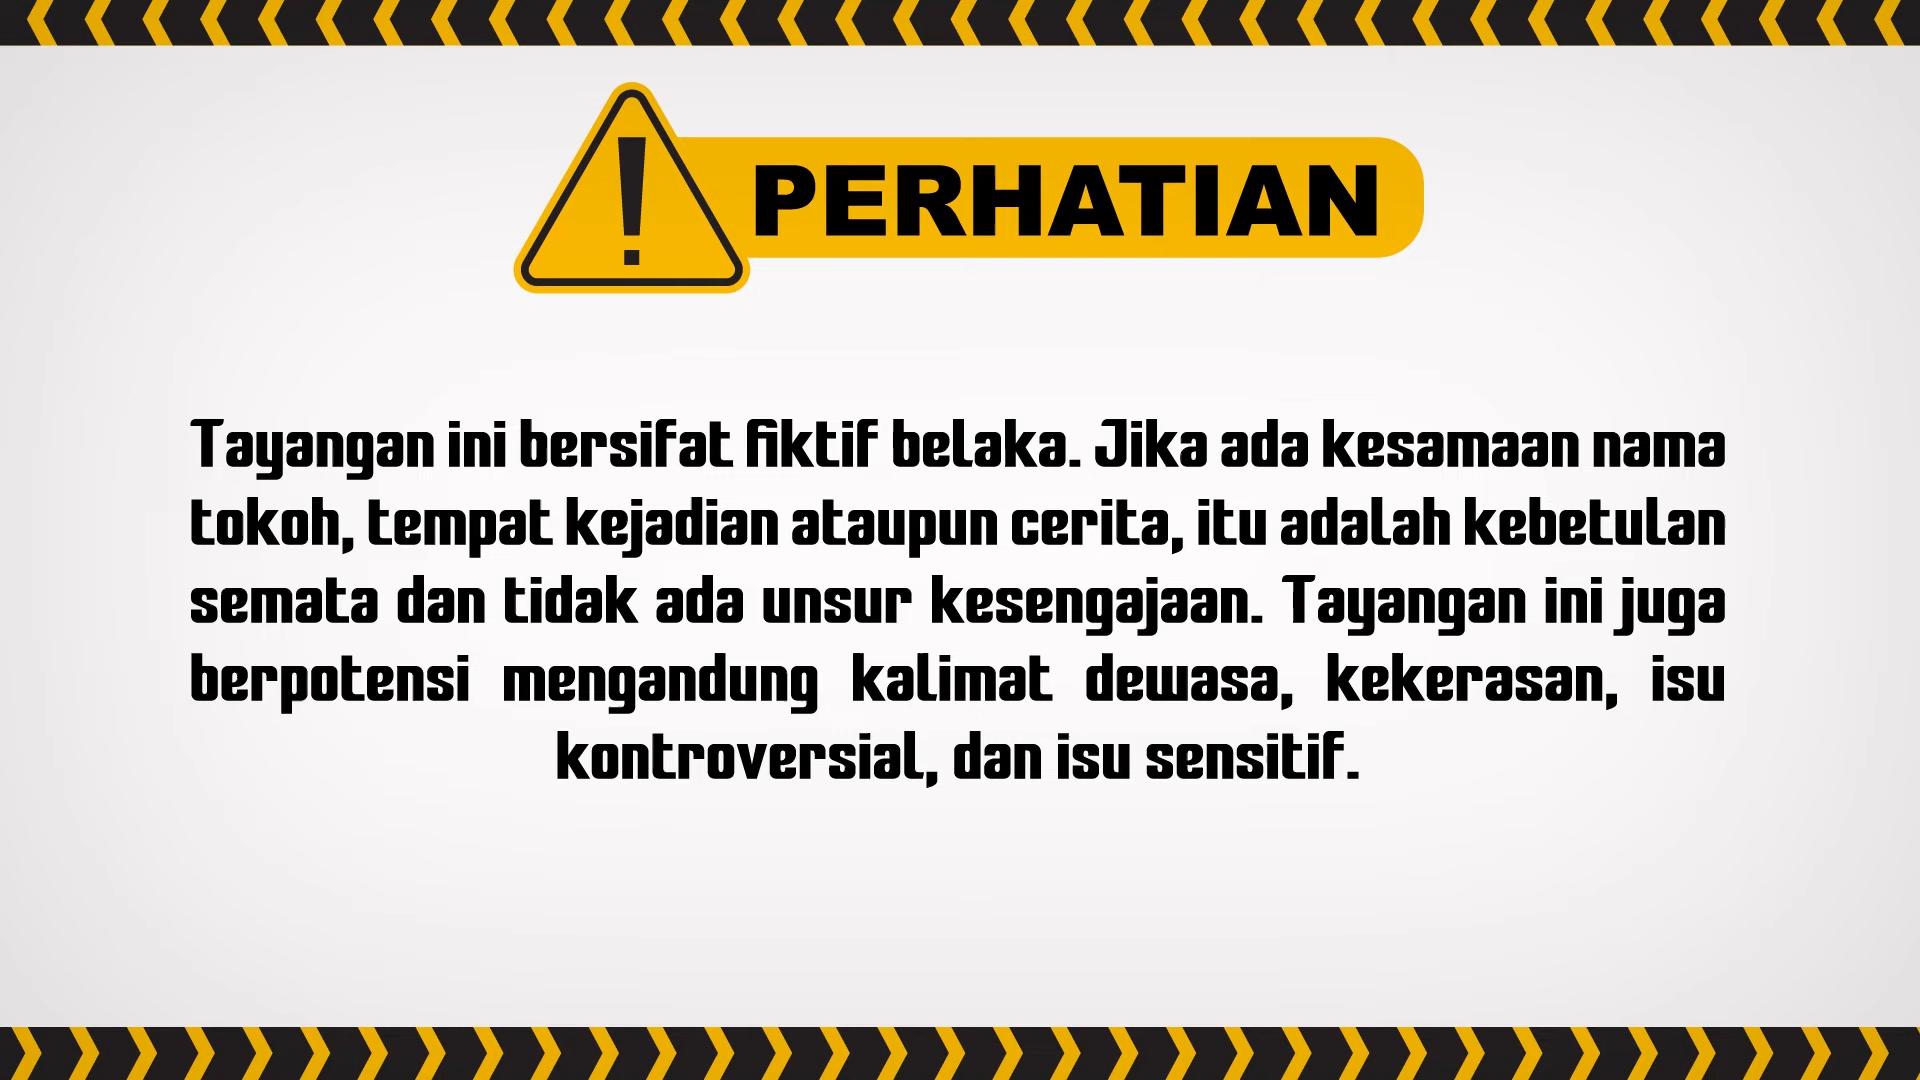 PERHATIAN
Tayangan ini bersifat fiktif belaka. Jika ada kesamaan nama
tokoh, tempat kejadian ataupun cerita, itu adalah kebetulan
semata dan tidak ada unsur kesengajaan. Tayangan ini juga
berpotensi mengandung kalimat dewasa, kekerasan, isu
kontroversial, dan isu sensitif.